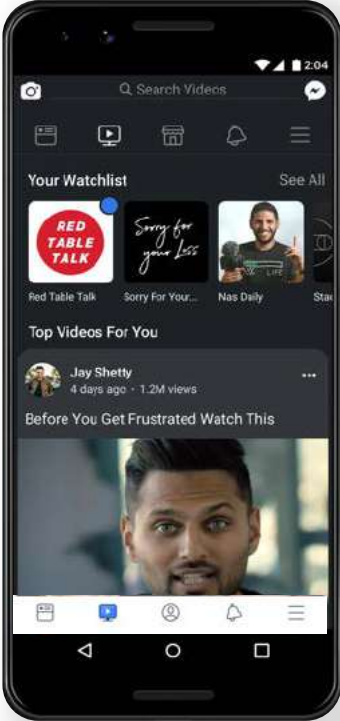 2:04
Search Videos
Your Watchlist See All
RED
TABLE
TALK
Sorry for
your Loss
LIFE
Red Table Talk Sorry For Your... Nas Daily
Top Videos For You
Jay Shetty
4 days ago · 1.2M views
Before You Get Frustrated Watch This